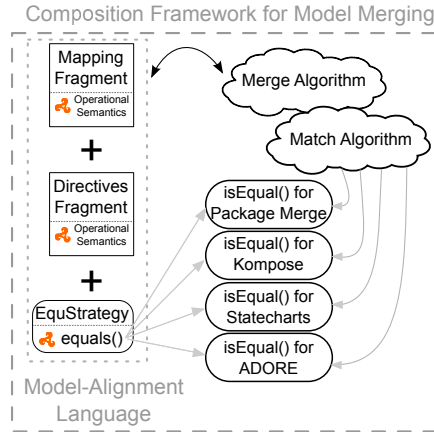 Composition Framework for Model Merging
Mapping
Fragment
Operational
Semantics
+
Directives
Fragment
Operational
Semantics
+
EquStrategy
equals()
Model-Alignment
Language
Merge Algorithm
Match Algorithm
isEqual() for
Package Merge
isEqual() for
Kompose
isEqual() for
Statecharts
isEqual() for
ADORE